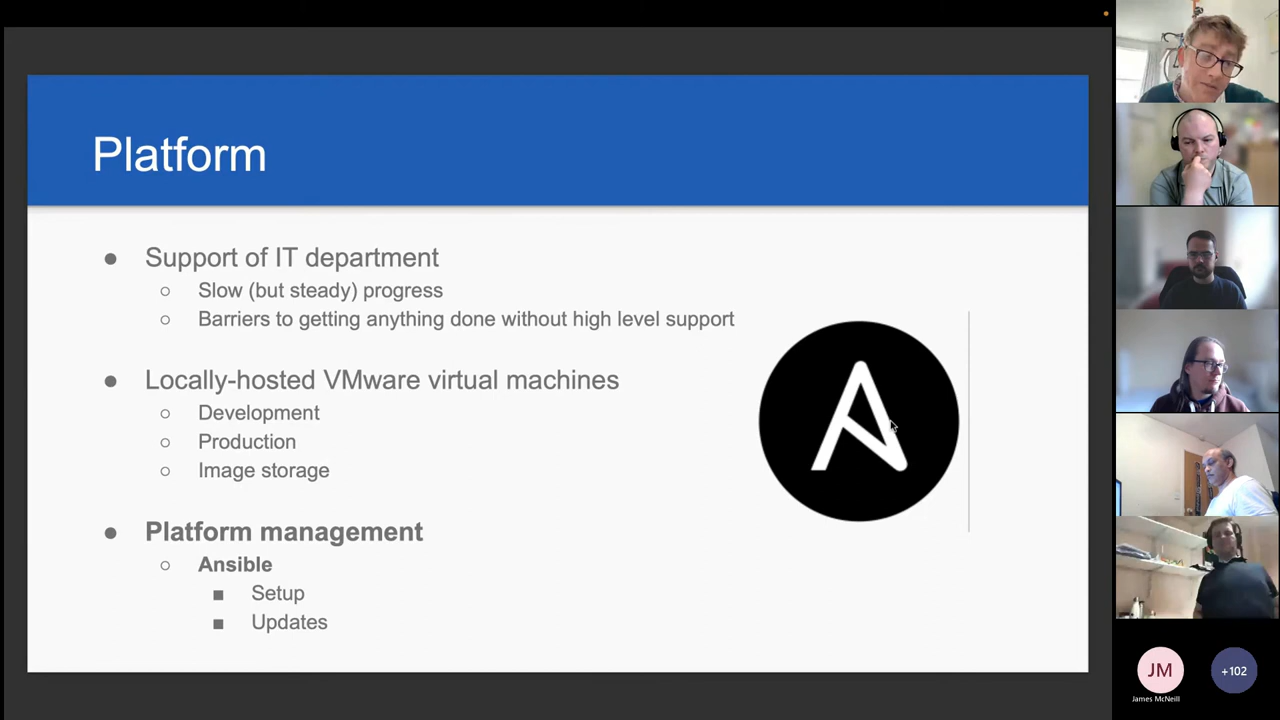 Platform
Support of IT department
Slow (but steady) progress
Barriers to getting anything done without high level support
Locally-hosted VMware virtual machines
Development
Production
Image storage
Platform management
Ansible
Setup
Updates
JM
+102
James McNeill